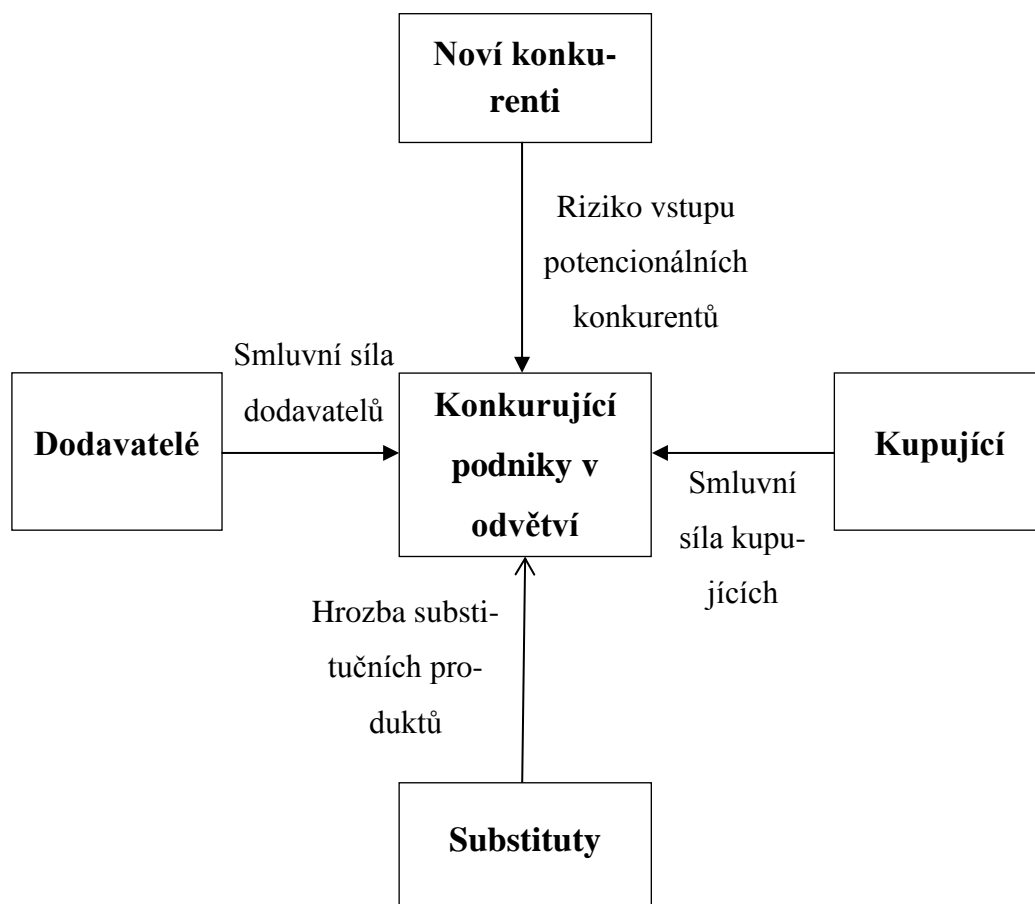 Noví konku-
renti
Riziko vstupu
potencionálních
konkurentů
Smluvní síla
dodavatelů
Dodavatelé
Konkurující
podniky v
odvětví
Kupující
Smluvní
síla kupu-
jících
Hrozba substi-
tučních pro-
duktů
Substituty